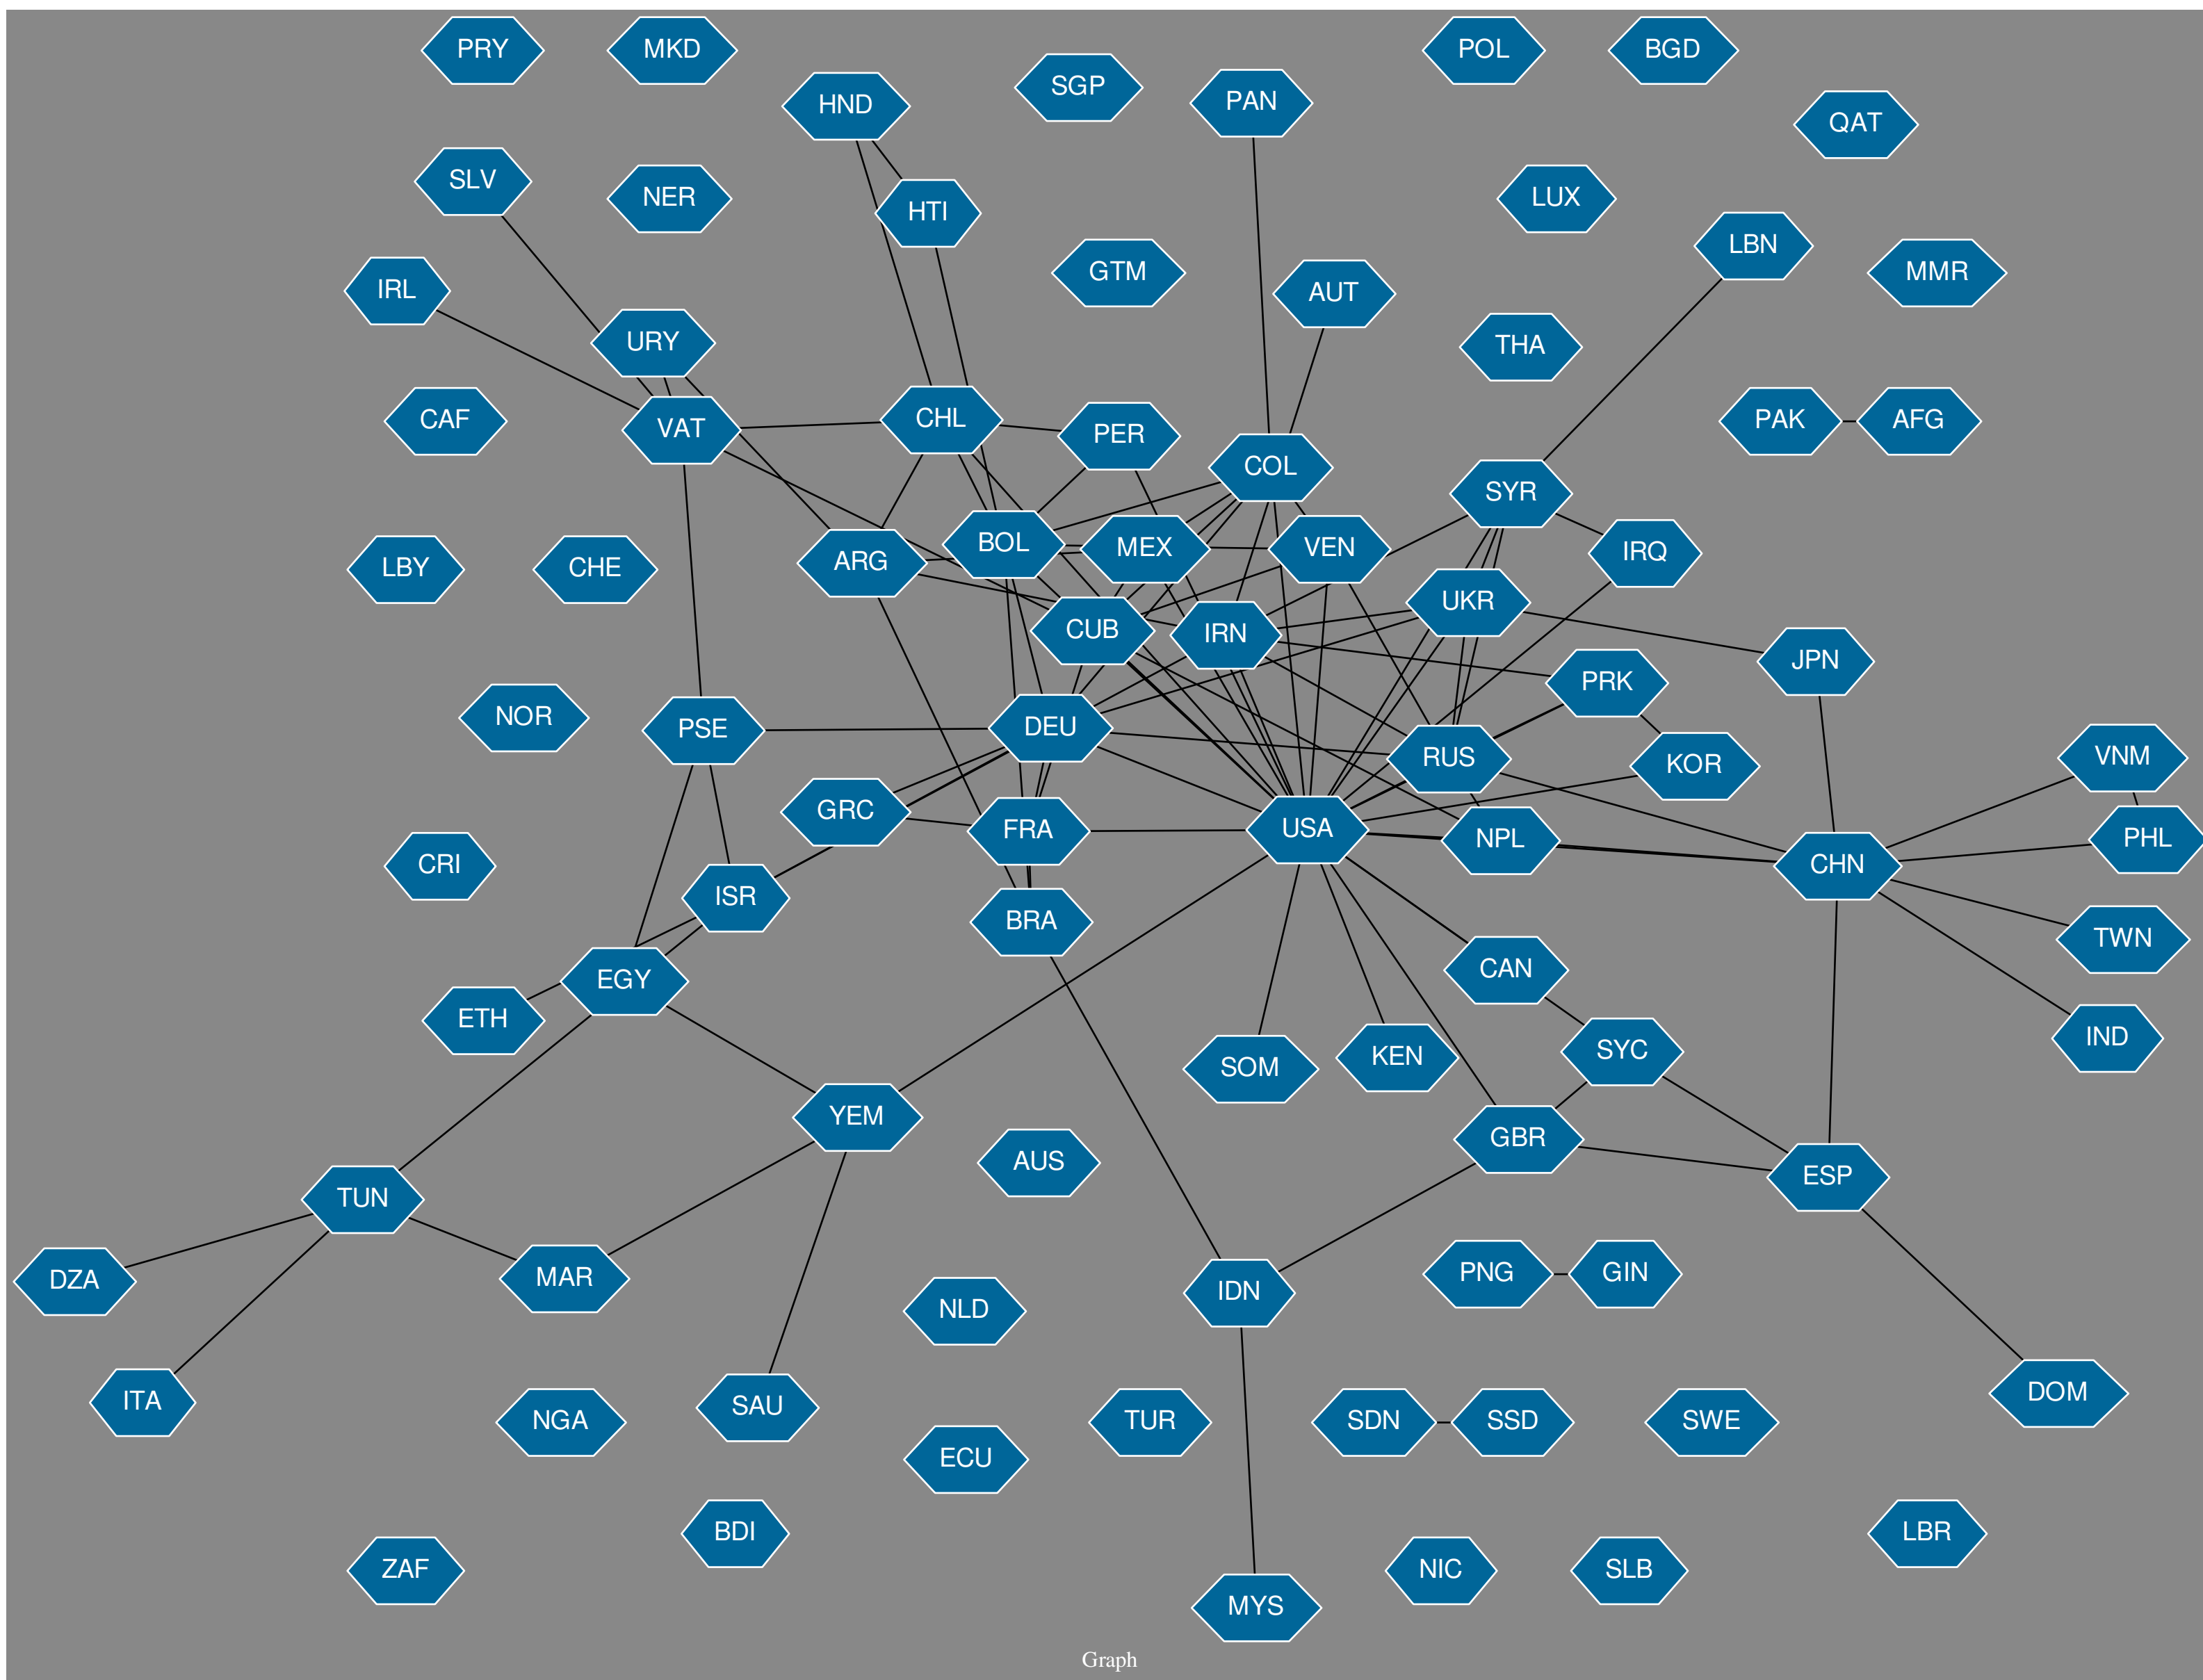 PRY
MKD
POL
BGD
SGP
HND
PAN
QAT
SLV
NER
HTI
LUX
LBN
GTM
MMR
IRL
AUT
URY
THA
CAF
VAT
CHL
PER
PAK
AFG
COL
SYR
LBY
CHE
ARG
BOL
MEX
VEN
IRQ
UKR
CUB
IRN
JPN
PRK
NOR
PSE
DEU
RUS
KOR
VNM
GRC
FRA
USA
NPL
PHL
CRI
ISR
BRA
CHN
TWN
EGY
CAN
ETH
IND
SOM
KEN
SYC
YEM
GBR
AUS
ESP
TUN
DZA
MAR
NLD
IDN
PNG
GIN
ITA
NGA
SAU
ECU
TUR
SDN
SSD
SWE
DOM
BDI
LBR
ZAF
NIC
SLB
MYS
Graph